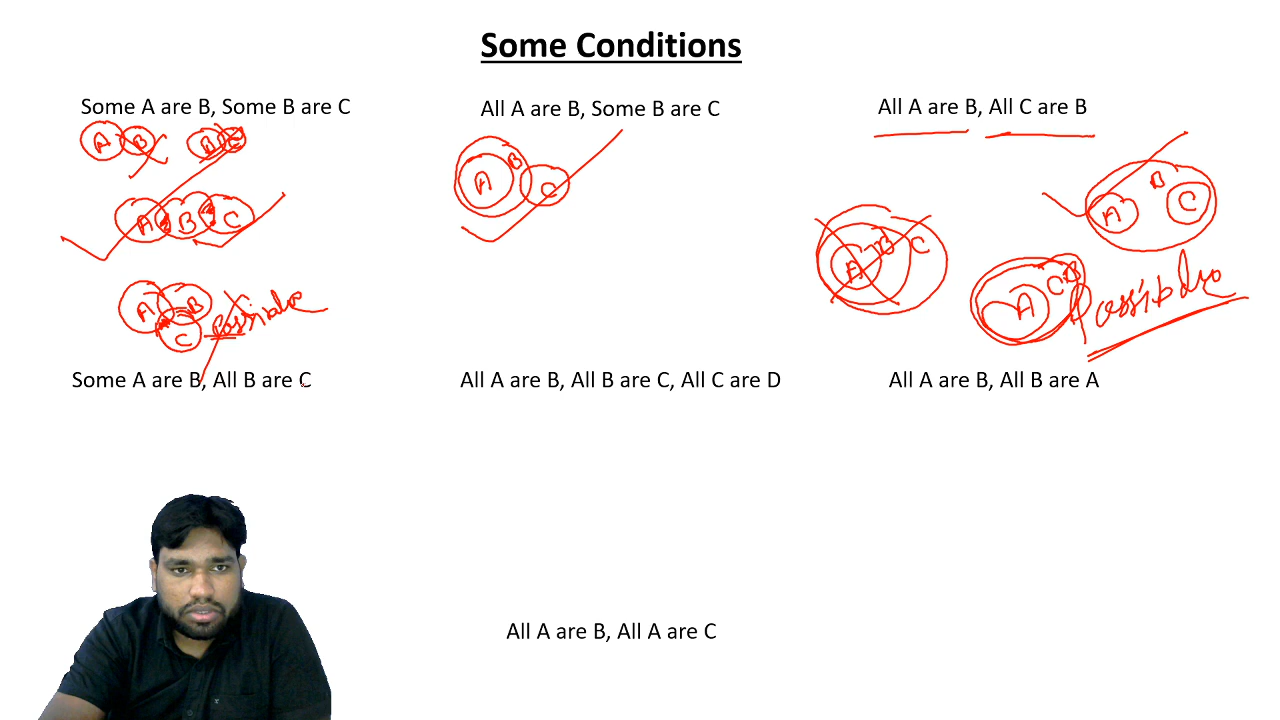 Some Conditions
Some A are B, Some B are C
A B
B C
A B C
A B C possible
Some A are B, All B are C
All A are B, Some B are C
A B C
All A are B, All B are C, All C are D
All A are B, All C are B
A B C
A B C
A C B possible
All A are B, All B are A
All A are B, All A are C